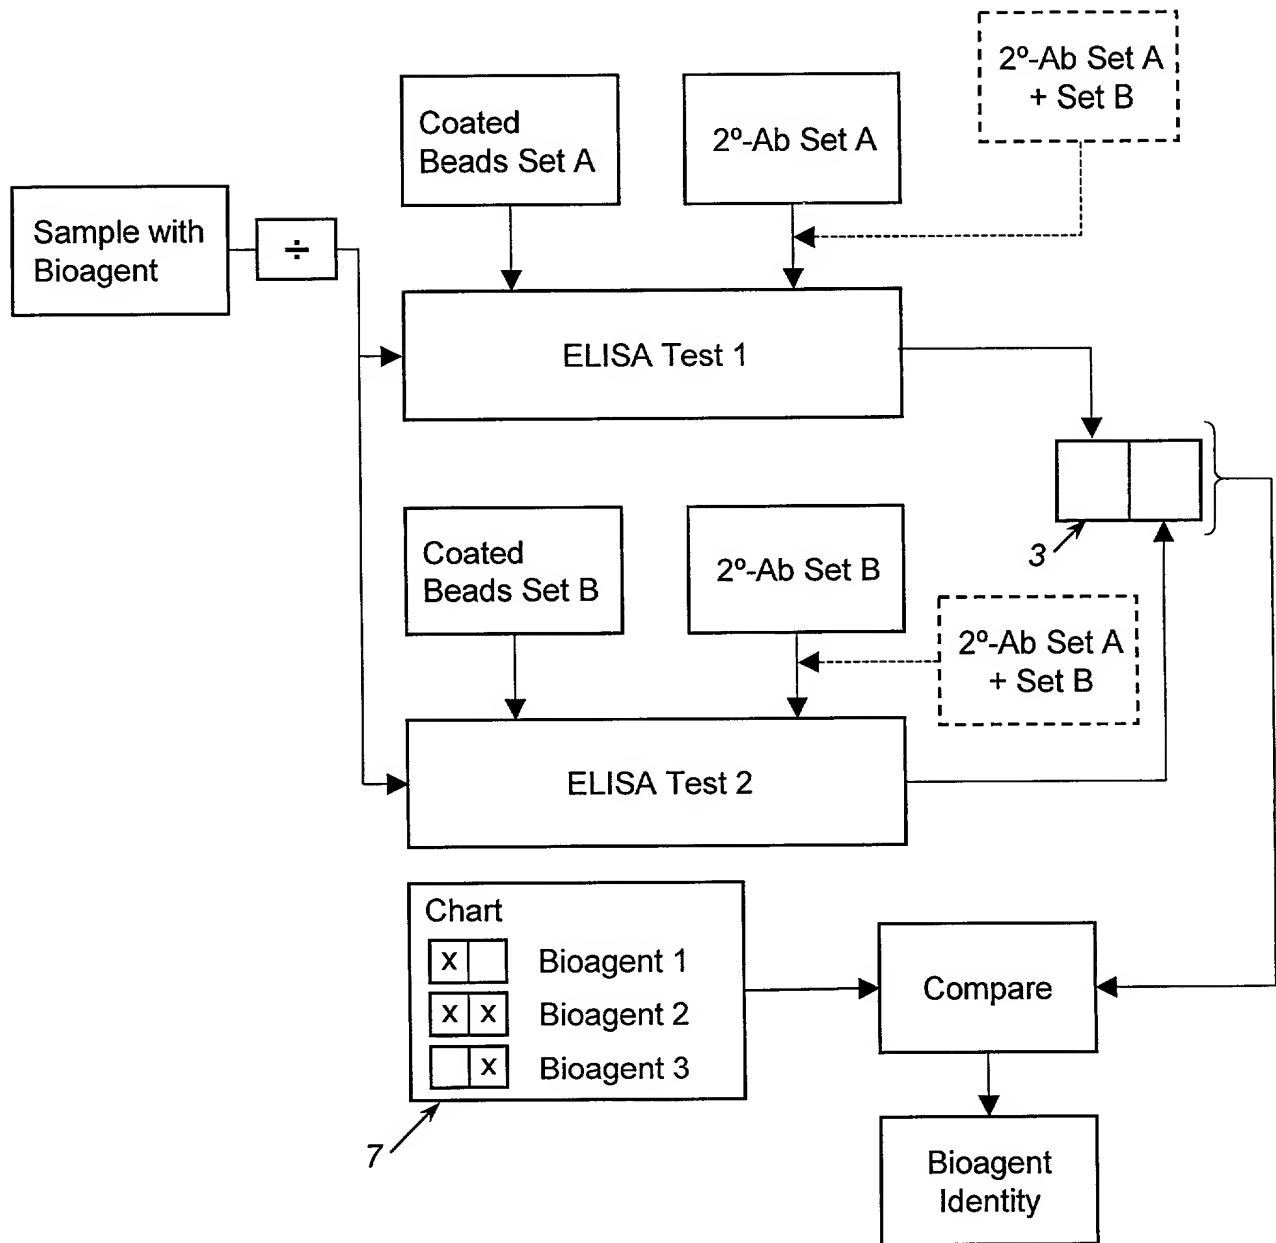 2º-Ab Set A
+ Set B
Coated
Beads Set A
2º-Ab Set A
Sample with
Bioagent
÷
ELISA Test 1
3
Coated
Beads Set B
2º-Ab Set B
2º-Ab Set A
+ Set B
ELISA Test 2
Chart
x Bioagent 1
x x Bioagent 2
x Bioagent 3
7
Compare
Bioagent
Identity